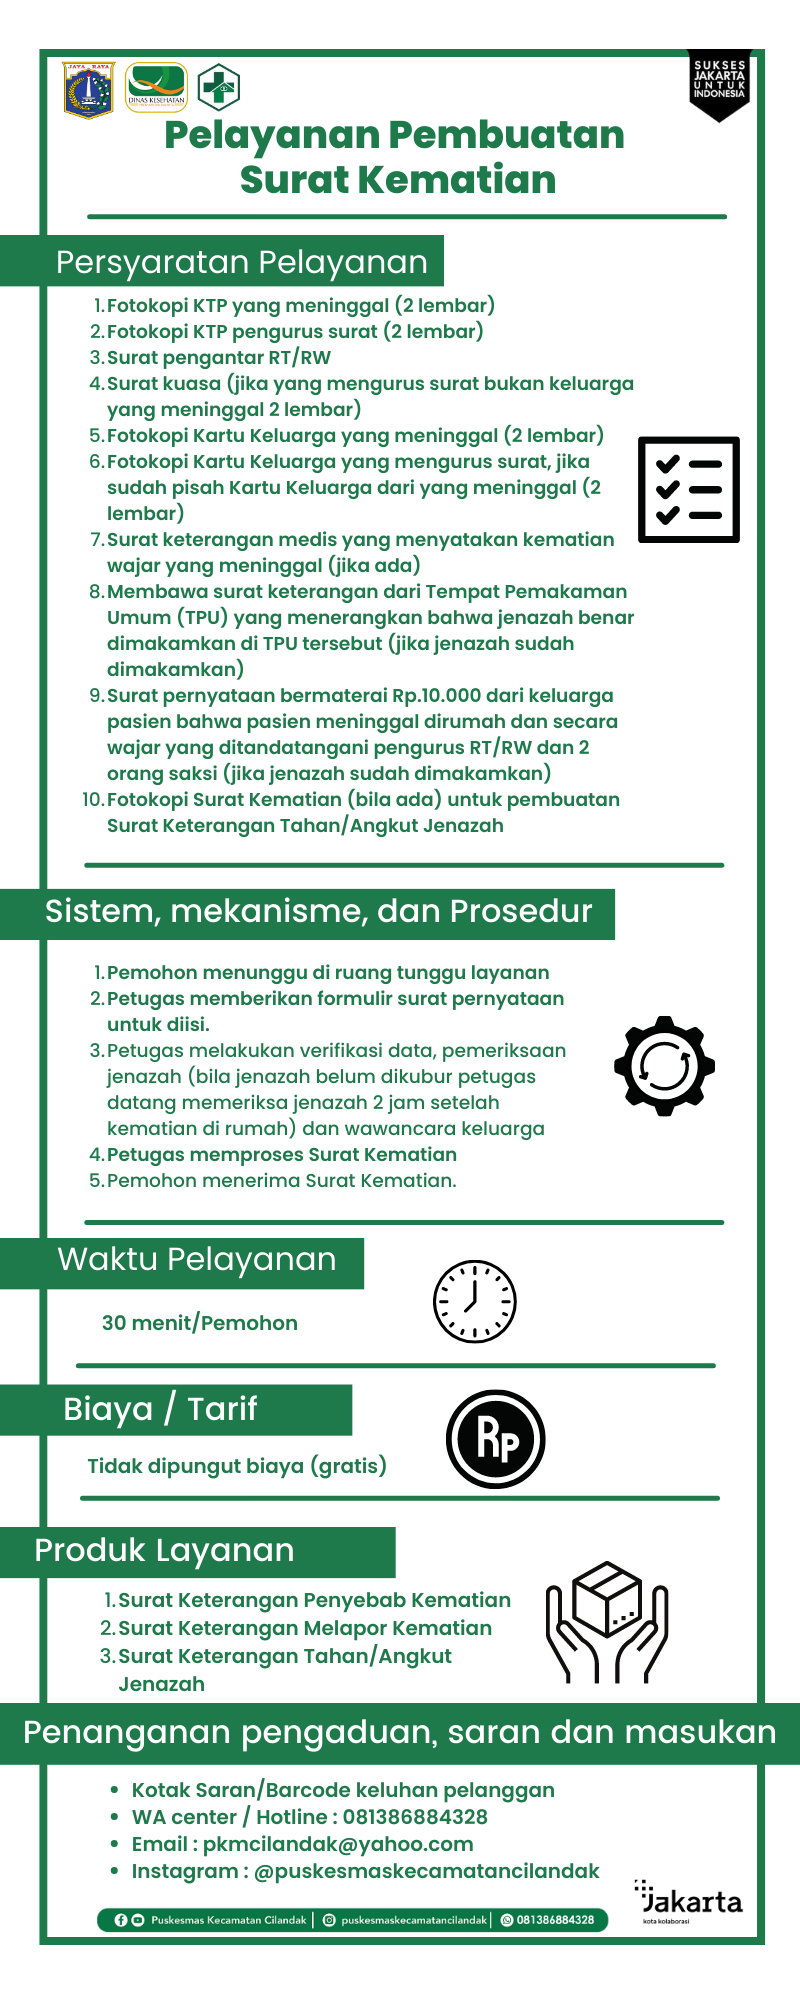 JAYA RAYA
DINAS KESEHATAN
SUKSES
JAKARTA
UNTUK
INDONESIA
Pelayanan Pembuatan
Surat Kematian
Persyaratan Pelayanan
1. Fotokopi KTP yang meninggal (2 lembar)
2. Fotokopi KTP pengurus surat (2 lembar)
3. Surat pengantar RT/RW
4. Surat kuasa (jika yang mengurus surat bukan keluarga
yang meninggal 2 lembar)
5. Fotokopi Kartu Keluarga yang meninggal (2 lembar)
6. Fotokopi Kartu Keluarga yang mengurus surat, jika
sudah pisah Kartu Keluarga dari yang meninggal (2
lembar)
7. Surat keterangan medis yang menyatakan kematian
wajar yang meninggal (jika ada)
8. Membawa surat keterangan dari Tempat Pemakaman
Umum (TPU) yang menerangkan bahwa jenazah benar
dimakamkan di TPU tersebut (jika jenazah sudah
dimakamkan)
9. Surat pernyataan bermaterai Rp.10.000 dari keluarga
pasien bahwa pasien meninggal dirumah dan secara
wajar yang ditandatangani pengurus RT/RW dan 2
orang saksi (jika jenazah sudah dimakamkan)
10. Fotokopi Surat Kematian (bila ada) untuk pembuatan
Surat Keterangan Tahan/Angkut Jenazah
Sistem, mekanisme, dan Prosedur
1. Pemohon menunggu di ruang tunggu layanan
2. Petugas memberikan formulir surat pernyataan
untuk diisi.
3. Petugas melakukan verifikasi data, pemeriksaan
jenazah (bila jenazah belum dikubur petugas
datang memeriksa jenazah 2 jam setelah
kematian di rumah) dan wawancara keluarga
4. Petugas memproses Surat Kematian
5. Pemohon menerima Surat Kematian.
Waktu Pelayanan
30 menit/Pemohon
Biaya / Tarif
Rp
Tidak dipungut biaya (gratis)
Produk Layanan
1. Surat Keterangan Penyebab Kematian
2. Surat Keterangan Melapor Kematian
3. Surat Keterangan Tahan/Angkut
Jenazah
Penanganan pengaduan, saran dan masukan
• Kotak Saran/Barcode keluhan pelanggan
• WA center / Hotline : 081386884328
• Email : pkmcilandak@yahoo.com
• Instagram : @puskesmaskecamatancilandak
Jakarta
kota kolaborasi
Puskesmas Kecamatan Cilandak | puskesmaskecamatancilandak | 081386884328